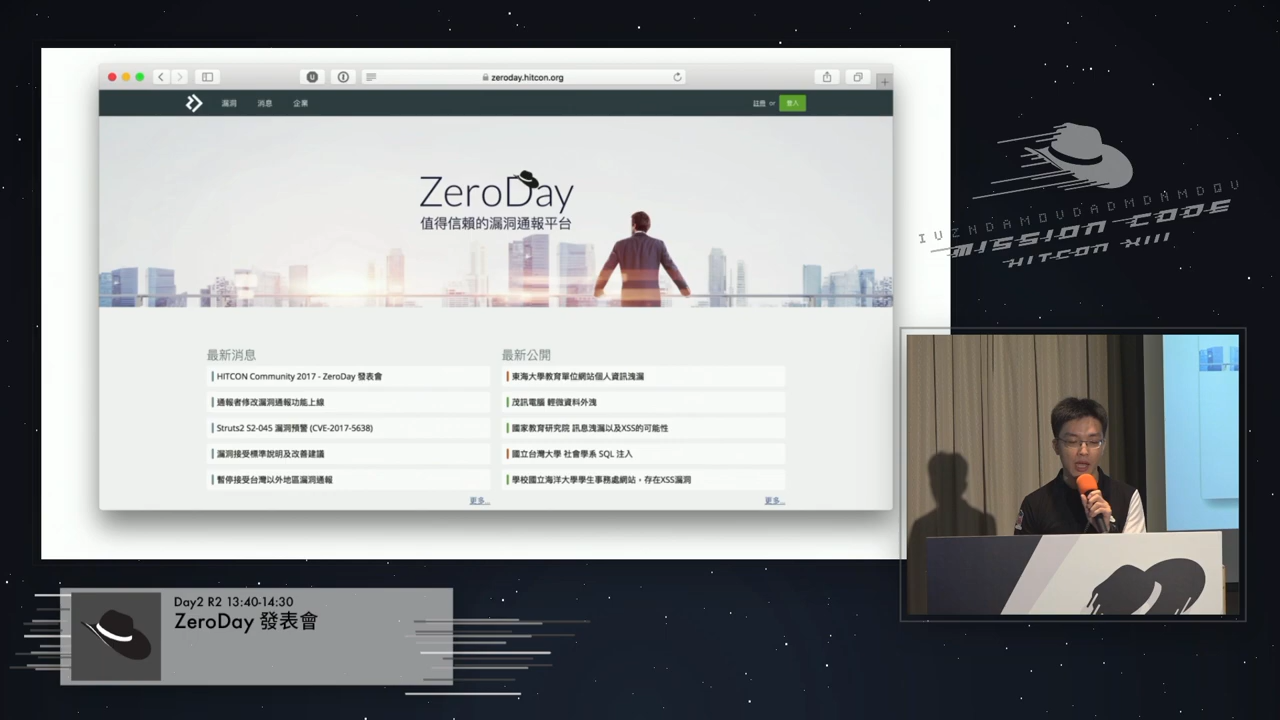 zeroday.hitcon.org
漏洞
消息
企業
註冊 or 登入
ZeroDay
值得信賴的漏洞通報平台
最新消息
HITCON Community 2017 - ZeroDay 發表會
通報者修改漏洞通報功能上線
Struts2 S2-045 漏洞預警 (CVE-2017-5638)
漏洞接受標準說明及改善建議
暫停接受台灣以外地區漏洞通報
更多...
最新公開
東海大學教育單位網站個人資訊洩漏
茂訊電腦 輕微資料外洩
國家教育研究院 訊息洩漏以及XSS的可能性
國立台灣大學 社會學系 SQL 注入
學校國立海洋大學學生事務處網站，存在XSS漏洞
更多...
IUZNDAMOUDADMDNMDQU
MISSION CODE
HITCON XIII
Day2 R2 13:40-14:30
ZeroDay 發表會